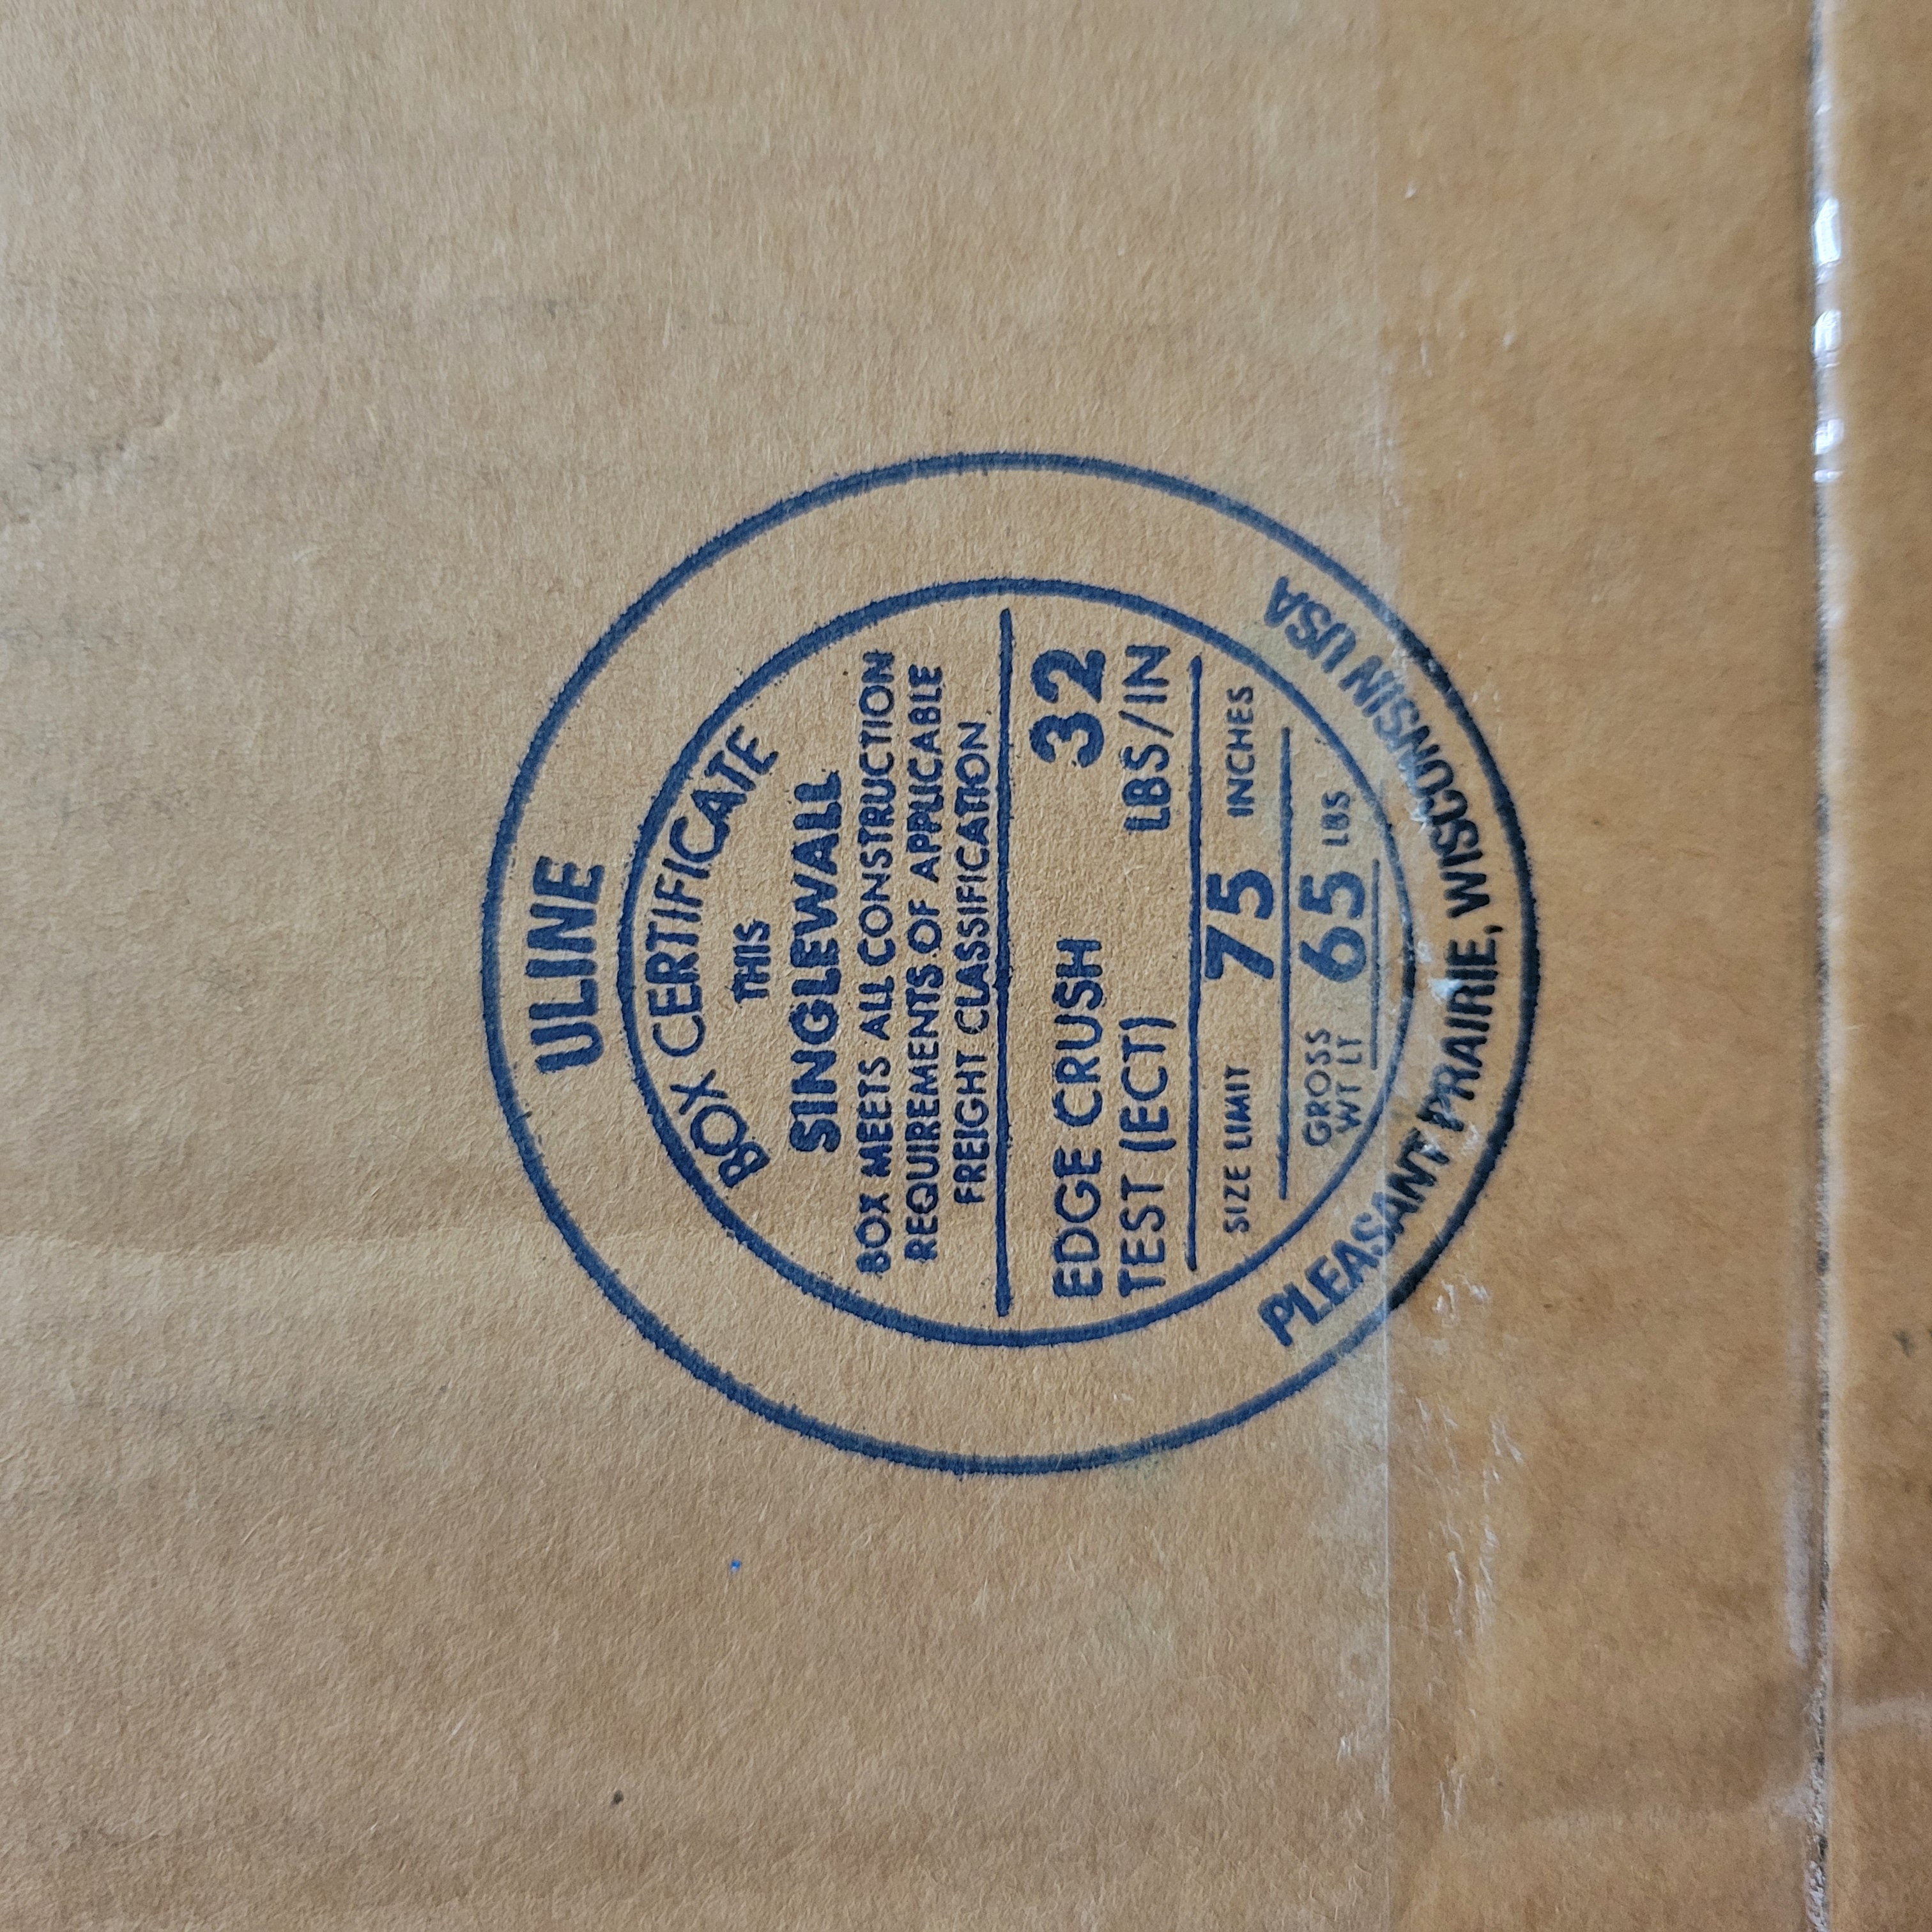 ULINE
BOX CERTIFICATE
THIS
SINGLEWALL
BOX MEETS ALL CONSTRUCTION
REQUIREMENTS OF APPLICABLE
FREIGHT CLASSIFICATION
EDGE CRUSH 32
TEST (ECT) LBS/IN
SIZE LIMIT 75 INCHES
GROSS
WT LT 65 LBS
PLEASANT PRAIRIE, WISCONSIN USA